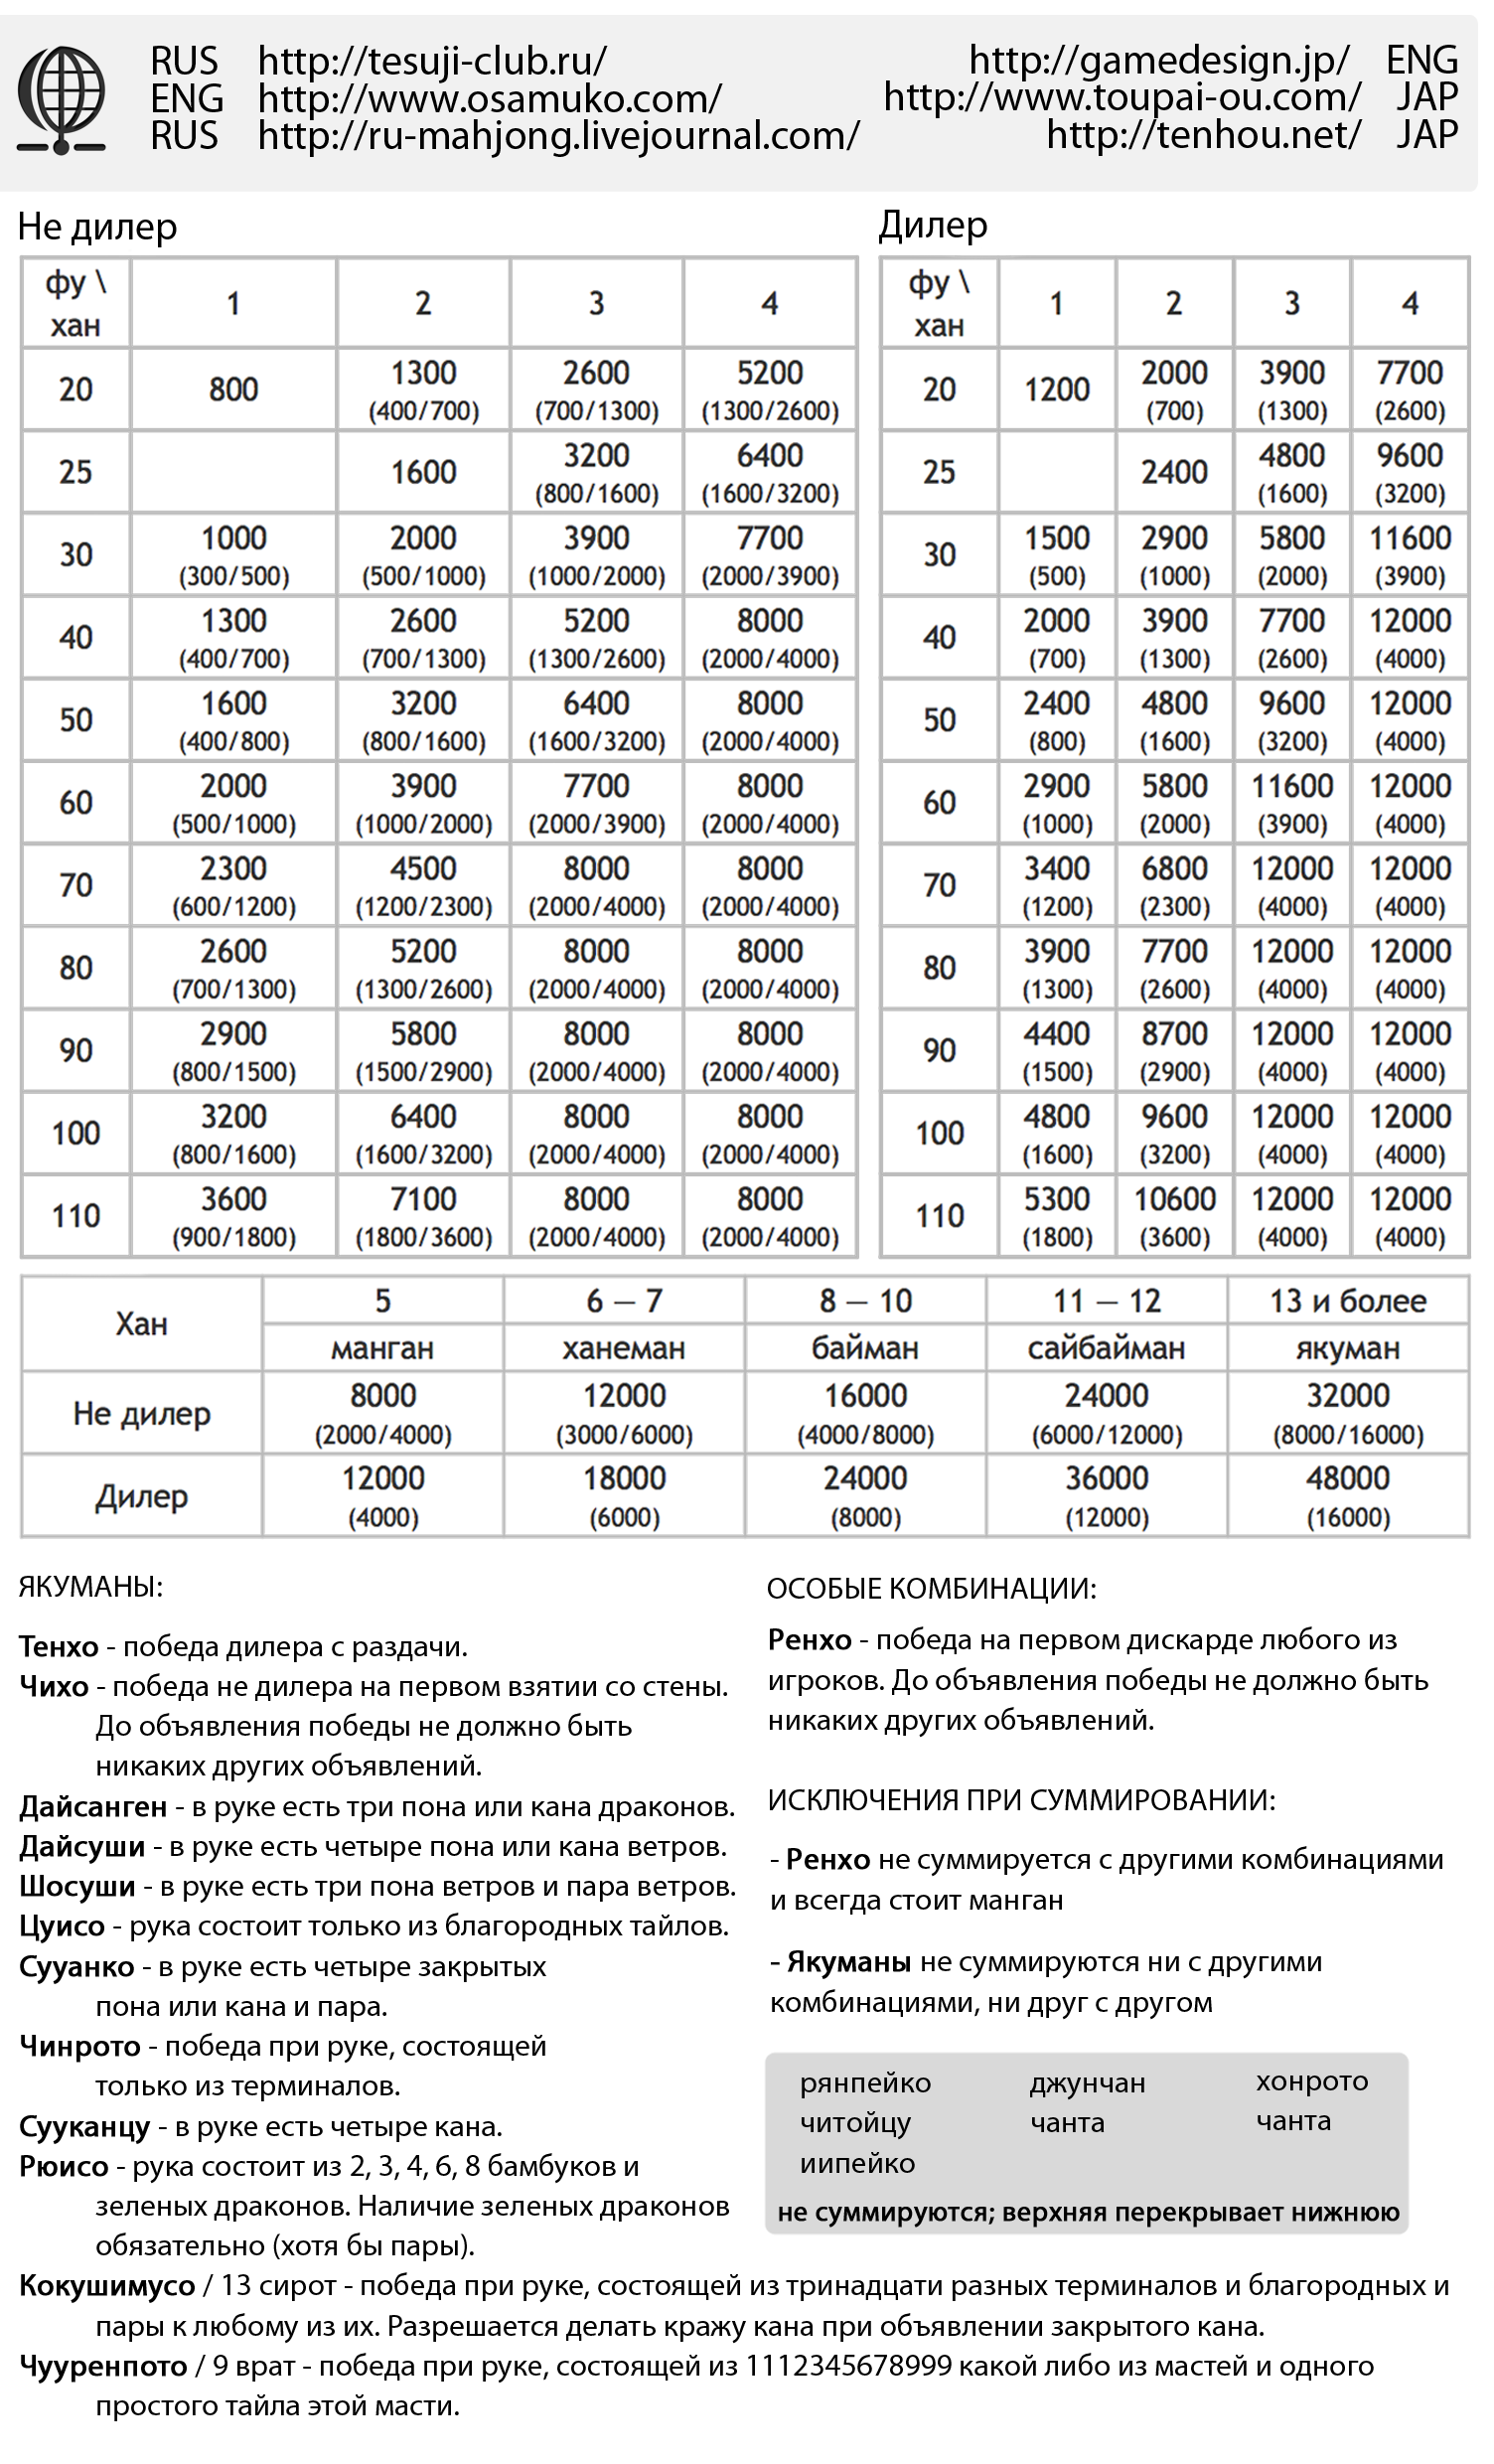 RUS http://tesuji-club.ru/
ENG http://www.osamuko.com/
RUS http://ru-mahjong.livejournal.com/
http://gamedesign.jp/ ENG
http://www.toupai-ou.com/ JAP
http://tenhou.net/ JAP
Не дилер
фу \ хан 1 2 3 4
20 800 1300 (400/700) 2600 (700/1300) 5200 (1300/2600)
25 1600 3200 (800/1600) 6400 (1600/3200)
30 1000 (300/500) 2000 (500/1000) 3900 (1000/2000) 7700 (2000/3900)
40 1300 (400/700) 2600 (700/1300) 5200 (1300/2600) 8000 (2000/4000)
50 1600 (400/800) 3200 (800/1600) 6400 (1600/3200) 8000 (2000/4000)
60 2000 (500/1000) 3900 (1000/2000) 7700 (2000/3900) 8000 (2000/4000)
70 2300 (600/1200) 4500 (1200/2300) 8000 (2000/4000) 8000 (2000/4000)
80 2600 (700/1300) 5200 (1300/2600) 8000 (2000/4000) 8000 (2000/4000)
90 2900 (800/1500) 5800 (1500/2900) 8000 (2000/4000) 8000 (2000/4000)
100 3200 (800/1600) 6400 (1600/3200) 8000 (2000/4000) 8000 (2000/4000)
110 3600 (900/1800) 7100 (1800/3600) 8000 (2000/4000) 8000 (2000/4000)
Дилер
фу \ хан 1 2 3 4
20 1200 2000 (700) 3900 (1300) 7700 (2600)
25 2400 4800 (1600) 9600 (3200)
30 1500 (500) 2900 (1000) 5800 (2000) 11600 (3900)
40 2000 (700) 3900 (1300) 7700 (2600) 12000 (4000)
50 2400 (800) 4800 (1600) 9600 (3200) 12000 (4000)
60 2900 (1000) 5800 (2000) 11600 (3900) 12000 (4000)
70 3400 (1200) 6800 (2300) 12000 (4000) 12000 (4000)
80 3900 (1300) 7700 (2600) 12000 (4000) 12000 (4000)
90 4400 (1500) 8700 (2900) 12000 (4000) 12000 (4000)
100 4800 (1600) 9600 (3200) 12000 (4000) 12000 (4000)
110 5300 (1800) 10600 (3600) 12000 (4000) 12000 (4000)
Хан 5 6 – 7 8 – 10 11 – 12 13 и более
манган ханеман байман сайбайман якуман
Не дилер 8000 (2000/4000) 12000 (3000/6000) 16000 (4000/8000) 24000 (6000/12000) 32000 (8000/16000)
Дилер 12000 (4000) 18000 (6000) 24000 (8000) 36000 (12000) 48000 (16000)
ЯКУМАНЫ:
Тенхо - победа дилера с раздачи.
Чихо - победа не дилера на первом взятии со стены.
До объявления победы не должно быть
никаких других объявлений.
Дайсанген - в руке есть три пона или кана драконов.
Дайсуши - в руке есть четыре пона или кана ветров.
Шосуши - в руке есть три пона ветров и пара ветров.
Цуисо - рука состоит только из благородных тайлов.
Сууанко - в руке есть четыре закрытых
пона или кана и пара.
Чинрото - победа при руке, состоящей
только из терминалов.
Сууканцу - в руке есть четыре кана.
Рюисо - рука состоит из 2, 3, 4, 6, 8 бамбуков и
зеленых драконов. Наличие зеленых драконов
обязательно (хотя бы пары).
Кокушимусо / 13 сирот - победа при руке, состоящей из тринадцати разных терминалов и благородных и
пары к любому из их. Разрешается делать кражу кана при объявлении закрытого кана.
Чууренпото / 9 врат - победа при руке, состоящей из 1112345678999 какой либо из мастей и одного
простого тайла этой масти.
ОСОБЫЕ КОМБИНАЦИИ:
Ренхо - победа на первом дискарде любого из
игроков. До объявления победы не должно быть
никаких других объявлений.
ИСКЛЮЧЕНИЯ ПРИ СУММИРОВАНИИ:
- Ренхо не суммируется с другими комбинациями
и всегда стоит манган
- Якуманы не суммируются ни с другими
комбинациями, ни друг с другом
рянпейко джунчан хонрото
читойцу чанта чанта
иипейко
не суммируются; верхняя перекрывает нижнюю